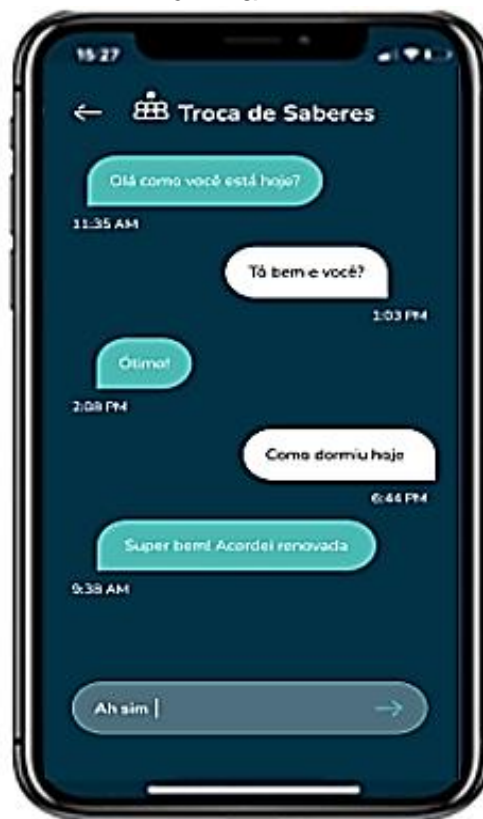 15:27
Troca de Saberes
Olá como você está hoje?
11:35 AM
Tô bem e você?
1:03 PM
Ótimo!
2:08 PM
Como dormiu hoje
6:44 PM
Super bem! Acordei renovada
9:38 AM
Ah sim